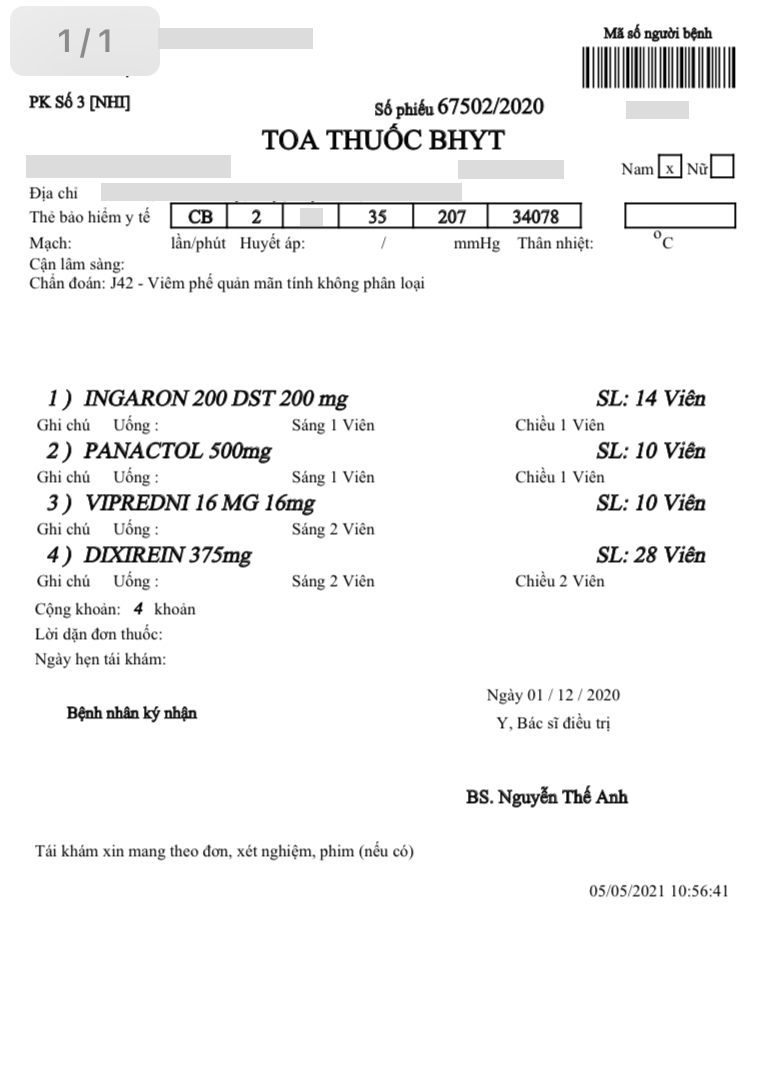 1/1
Mã số người bệnh
PK Số 3 [NHI]
Số phiếu 67502/2020
TOA THUỐC BHYT
Nam x Nữ
Địa chỉ
Thẻ bảo hiểm y tế CB 2 35 207 34078
Mạch: lần/phút Huyết áp: / mmHg Thân nhiệt: °C
Cận lâm sàng:
Chẩn đoán: J42 - Viêm phế quản mãn tính không phân loại
1 ) INGARON 200 DST 200 mg SL: 14 Viên
Ghi chú Uống : Sáng 1 Viên Chiều 1 Viên
2 ) PANACTOL 500mg SL: 10 Viên
Ghi chú Uống : Sáng 1 Viên Chiều 1 Viên
3 ) VIPREDNI 16 MG 16mg SL: 10 Viên
Ghi chú Uống : Sáng 2 Viên
4 ) DIXIREIN 375mg SL: 28 Viên
Ghi chú Uống : Sáng 2 Viên Chiều 2 Viên
Cộng khoản: 4 khoản
Lời dặn đơn thuốc:
Ngày hẹn tái khám:
Ngày 01 / 12 / 2020
Bệnh nhân ký nhận
Y, Bác sĩ điều trị
BS. Nguyễn Thế Anh
Tái khám xin mang theo đơn, xét nghiệm, phim (nếu có)
05/05/2021 10:56:41